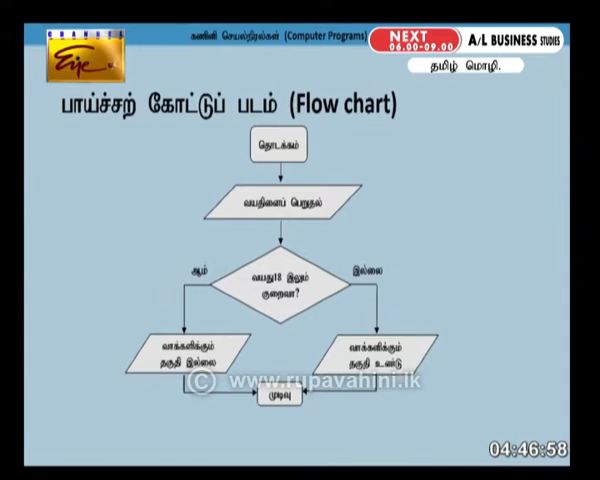 CHANNEL
Eye
கணினி செயல்நிரல்கள் (Computer Programs)
NEXT
06.00-09.00
A/L BUSINESS STUDIES
தமிழ் மொழி.
பாய்ச்சற் கோட்டுப் படம் (Flow chart)
தொடக்கம்
வயதினைப் பெறுதல்
ஆம்
வயது18 இலும்
குறைவா?
இல்லை
வாக்களிக்கும்
தகுதி இல்லை
வாக்களிக்கும்
தகுதி உண்டு
© www.rupavahini.lk
முடிவு
04:46:58